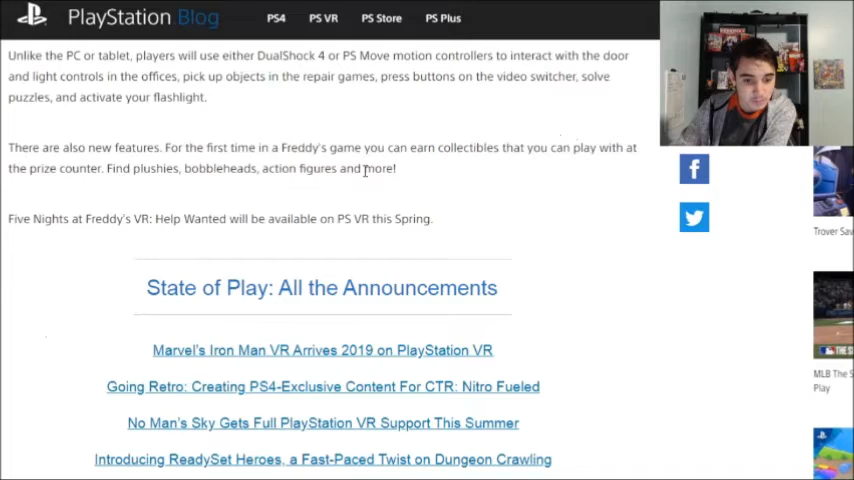 PlayStation.Blog
PS4 PS VR PS Store PS Plus
Unlike the PC or tablet, players will use either DualShock 4 or PS Move motion controllers to interact with the door
and light controls in the offices, pick up objects in the repair games, press buttons on the video switcher, solve
puzzles, and activate your flashlight.
There are also new features. For the first time in a Freddy's game you can earn collectibles that you can play with at
the prize counter. Find plushies, bobbleheads, action figures and more!
Five Nights at Freddy's VR: Help Wanted will be available on PS VR this Spring.
State of Play: All the Announcements
Marvel's Iron Man VR Arrives 2019 on PlayStation VR
Going Retro: Creating PS4-Exclusive Content For CTR: Nitro Fueled
No Man's Sky Gets Full PlayStation VR Support This Summer
Introducing ReadySet Heroes, a Fast-Paced Twist on Dungeon Crawling
Trover Sav
MLB The S
Play